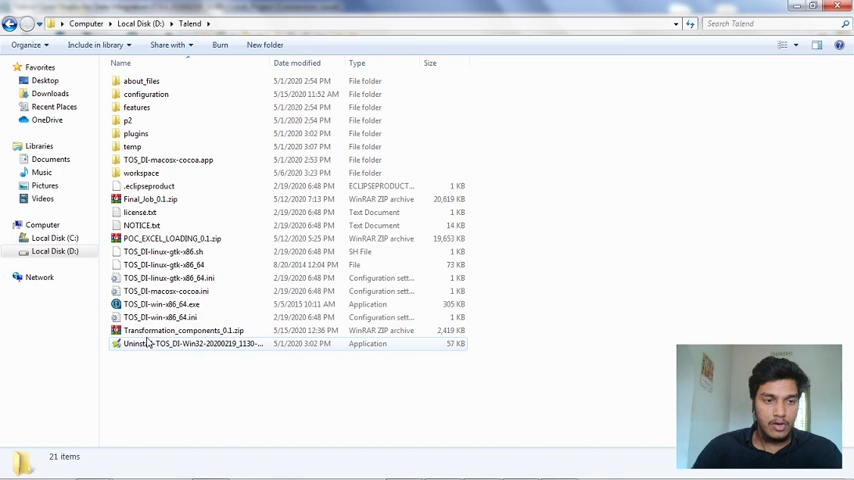 Computer ▸ Local Disk (D:) ▸ Talend
Search Talend
Organize
Include in library
Share with
Burn
New folder
Name Date modified Type Size
Favorites
Desktop
Downloads
Recent Places
OneDrive
Libraries
Documents
Music
Pictures
Videos
Computer
Local Disk (C:)
Local Disk (D:)
Network
about_files 5/1/2020 2:54 PM File folder
configuration 5/15/2020 11:52 AM File folder
features 5/1/2020 2:54 PM File folder
p2 5/1/2020 2:54 PM File folder
plugins 5/1/2020 3:02 PM File folder
temp 5/1/2020 3:07 PM File folder
TOS_DI-macosx-cocoa.app 5/1/2020 2:53 PM File folder
workspace 5/6/2020 3:23 PM File folder
.eclipseproduct 2/19/2020 6:48 PM ECLIPSEPRODUCT... 1 KB
Final_Job_0.1.zip 5/12/2020 7:13 PM WinRAR ZIP archive 20,619 KB
license.txt 2/19/2020 6:48 PM Text Document 12 KB
NOTICE.txt 2/19/2020 6:48 PM Text Document 14 KB
POC_EXCEL_LOADING_0.1.zip 5/12/2020 5:25 PM WinRAR ZIP archive 19,653 KB
TOS_DI-linux-gtk-x86.sh 2/19/2020 6:48 PM SH File 1 KB
TOS_DI-linux-gtk-x86_64 8/20/2014 12:04 PM File 73 KB
TOS_DI-linux-gtk-x86_64.ini 2/19/2020 6:48 PM Configuration sett... 1 KB
TOS_DI-macosx-cocoa.ini 2/19/2020 6:48 PM Configuration sett... 1 KB
TOS_DI-win-x86_64.exe 5/5/2015 10:11 AM Application 305 KB
TOS_DI-win-x86_64.ini 2/19/2020 6:48 PM Configuration sett... 1 KB
Transformation_components_0.1.zip 5/15/2020 12:36 PM WinRAR ZIP archive 2,419 KB
TOS_DI-Win32-20200219_1130-... 5/1/2020 3:02 PM Application 57 KB
21 items